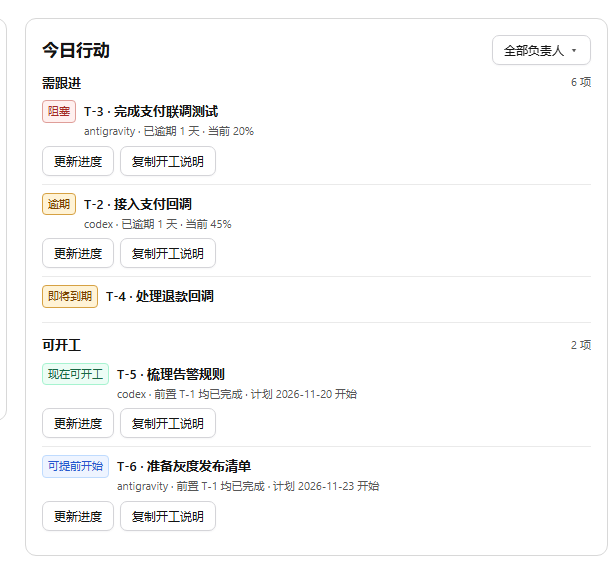 今日行动
全部负责人
需跟进
6 项
阻塞 T-3 · 完成支付联调测试
antigravity · 已逾期 1 天 · 当前 20%
更新进度 复制开工说明
逾期 T-2 · 接入支付回调
codex · 已逾期 1 天 · 当前 45%
更新进度 复制开工说明
即将到期 T-4 · 处理退款回调
可开工
2 项
现在可开工 T-5 · 梳理告警规则
codex · 前置 T-1 均已完成 · 计划 2026-11-20 开始
更新进度 复制开工说明
可提前开始 T-6 · 准备灰度发布清单
antigravity · 前置 T-1 均已完成 · 计划 2026-11-23 开始
更新进度 复制开工说明